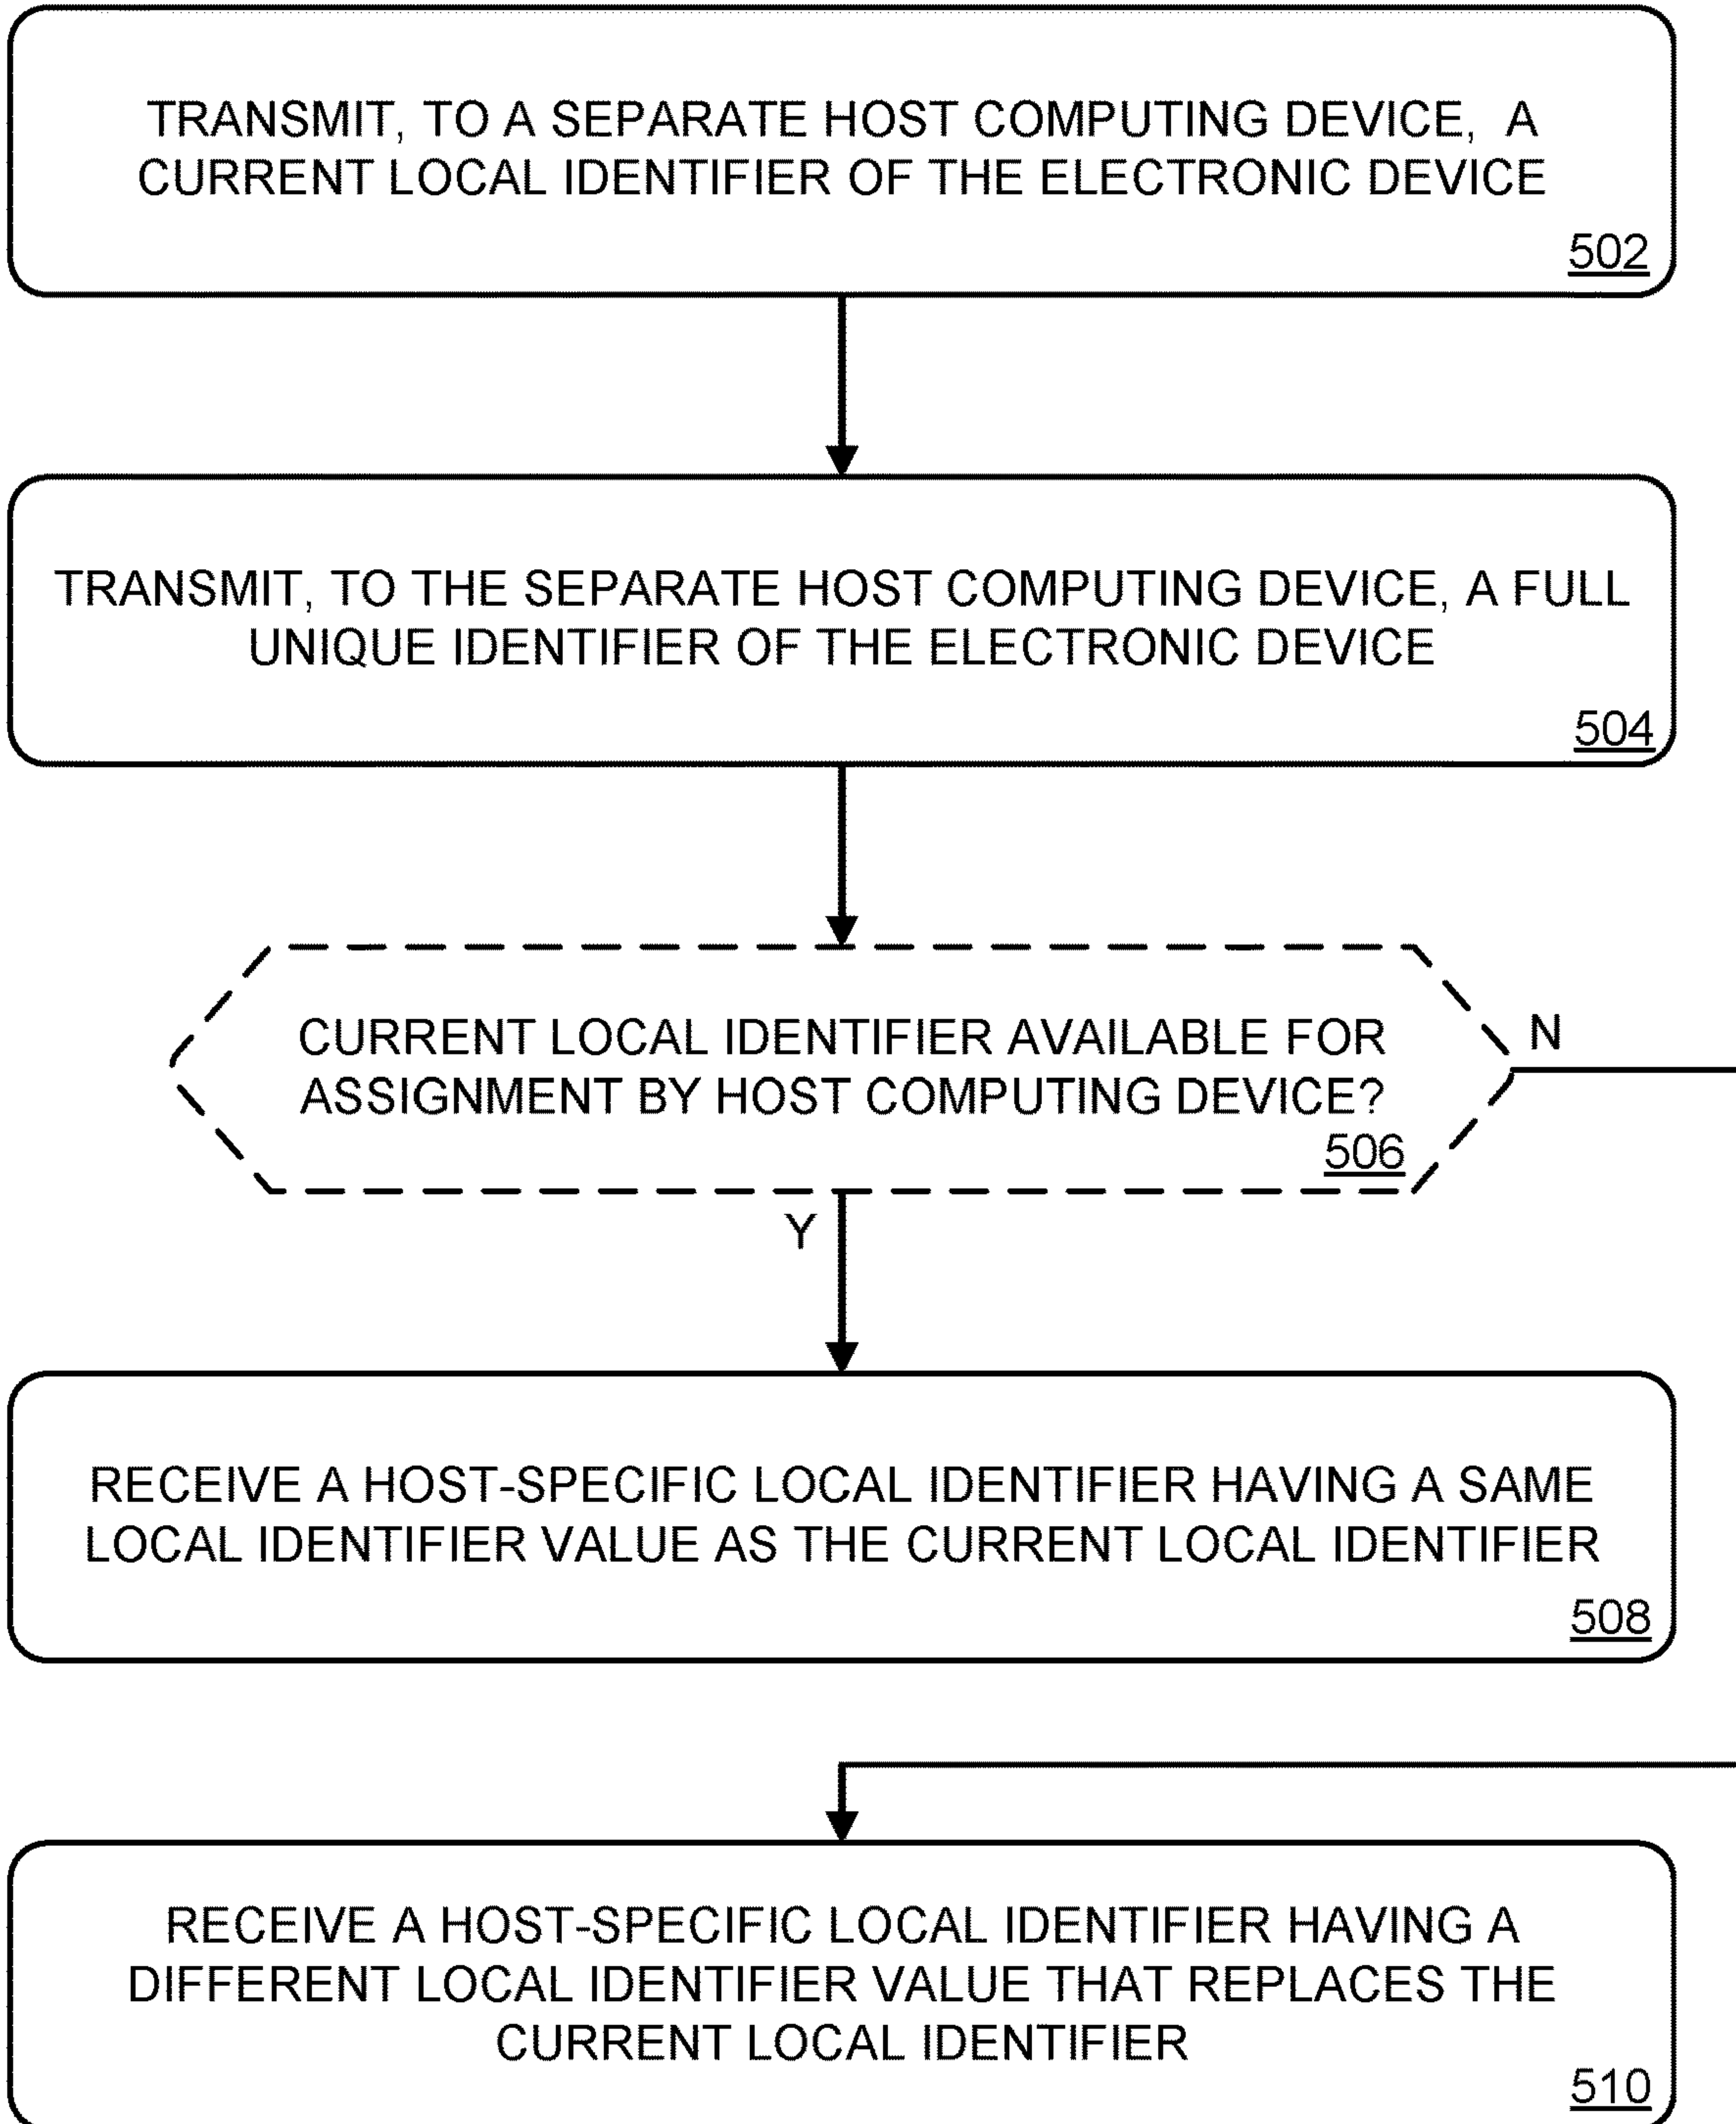 TRANSMIT, TO A SEPARATE HOST COMPUTING DEVICE, A
CURRENT LOCAL IDENTIFIER OF THE ELECTRONIC DEVICE
502
TRANSMIT, TO THE SEPARATE HOST COMPUTING DEVICE, A FULL
UNIQUE IDENTIFIER OF THE ELECTRONIC DEVICE
504
CURRENT LOCAL IDENTIFIER AVAILABLE FOR
ASSIGNMENT BY HOST COMPUTING DEVICE?
506
N
Y
RECEIVE A HOST-SPECIFIC LOCAL IDENTIFIER HAVING A SAME
LOCAL IDENTIFIER VALUE AS THE CURRENT LOCAL IDENTIFIER
508
RECEIVE A HOST-SPECIFIC LOCAL IDENTIFIER HAVING A
DIFFERENT LOCAL IDENTIFIER VALUE THAT REPLACES THE
CURRENT LOCAL IDENTIFIER
510